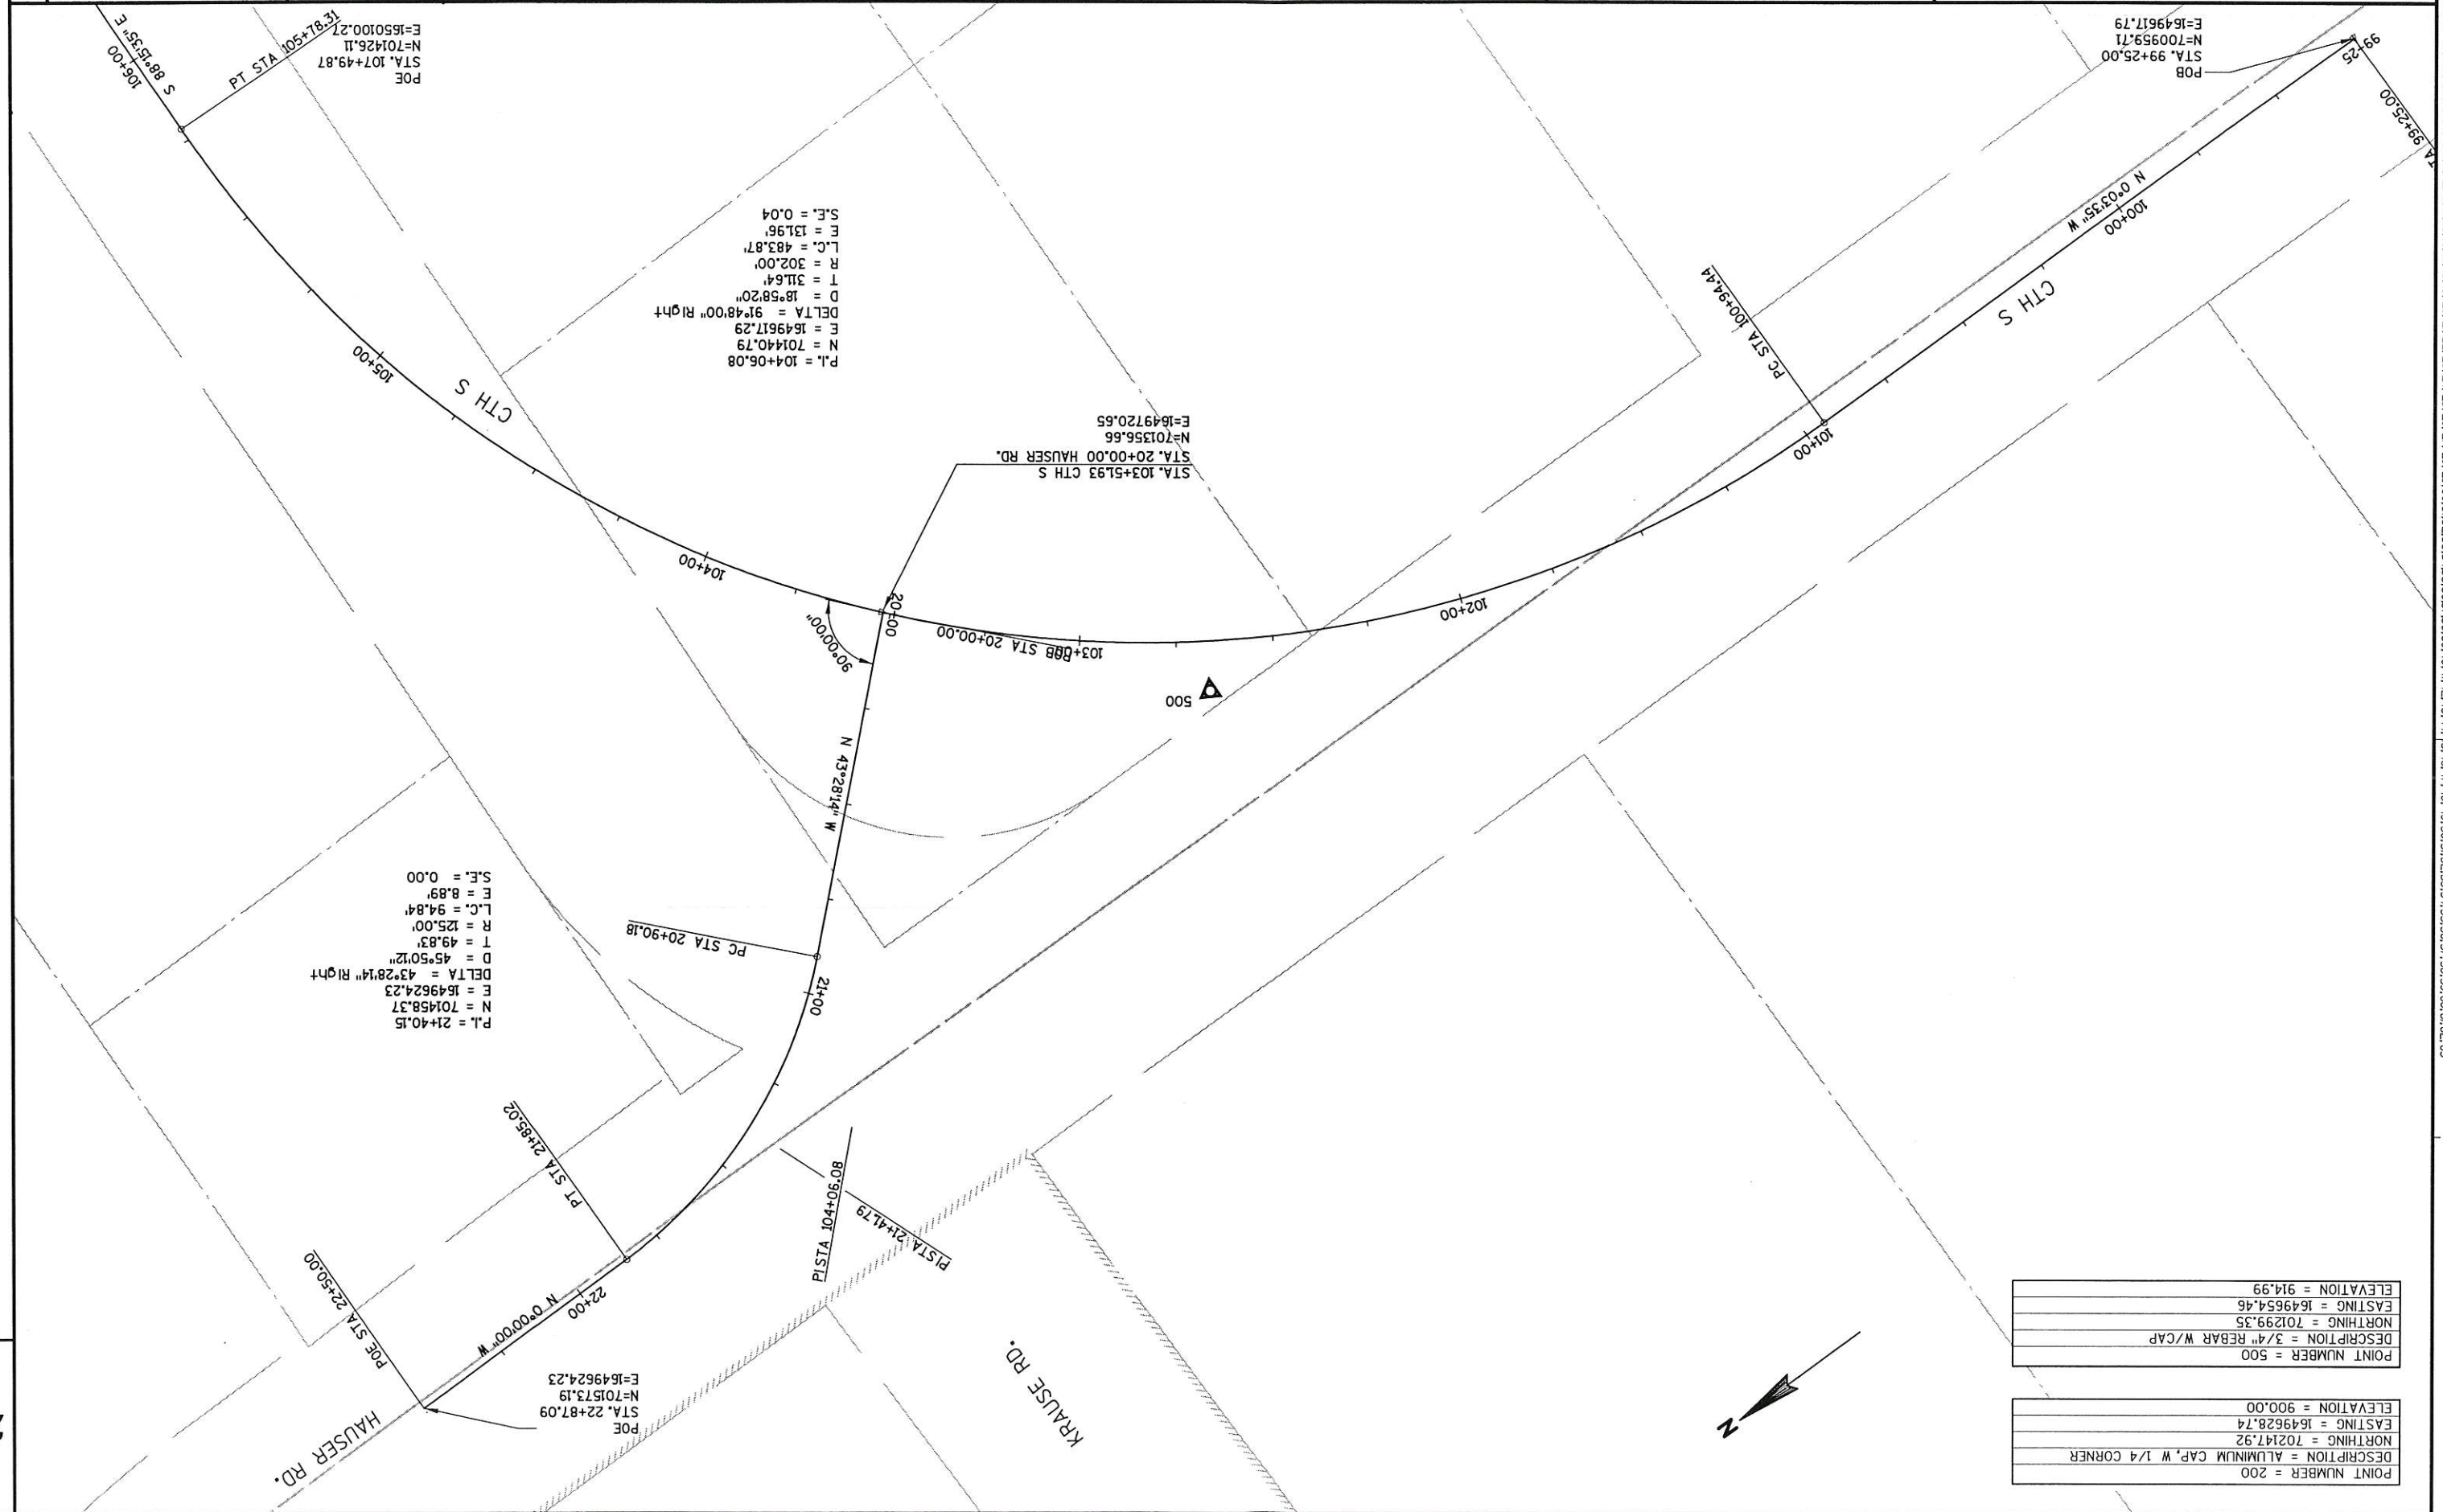 POINT NUMBER = 200
DESCRIPTION = ALUMINUM CAP, W 1/4 CORNER
NORTHING = 702147.92
EASTING = 1649628.74
ELEVATION = 900.00
POINT NUMBER = 500
DESCRIPTION = 3/4" REBAR W/CAP
NORTHING = 701299.35
EASTING = 1649654.46
ELEVATION = 914.99
N
KRAUSE RD.
HAUSER RD.
POE
STA. 22+87.09
N=701573.19
E=1649624.23
POE STA 22+50.00
N 0°00'00" W
22+00
PT STA 21+85.02
PI STA 21+41.79
PI STA 104+06.08
P.I. = 21+40.15
N = 701458.37
E = 1649624.23
DELTA = 43°28'14" Right
D = 45°50'12"
T = 49.83'
R = 125.00'
L.C. = 94.84'
E = 8.89'
S.E. = 0.00
21+00
PC STA 20+90.18
N 43°28'14" W
500
90°00'00"
20+00
POB STA 20+00.00
103+00
102+00
104+00
STA. 103+51.93 CTH S
STA. 20+00.00 HAUSER RD.
N=701356.66
E=1649720.65
101+00
PC STA 100+94.44
CTH S
CTH S
105+00
P.I. = 104+06.08
N = 701440.79
E = 1649617.29
DELTA = 91°48'00" Right
D = 18°58'20"
T = 311.64'
R = 302.00'
L.C. = 483.87'
E = 131.96'
S.E. = 0.04
100+00
N 0°03'35" W
99+25.00
99+25
POB
STA. 99+25.00
N=700959.71
E=1649617.79
POE
STA. 107+49.87
N=701426.11
E=1650100.27
PT STA 105+78.31
106+00
S 88°15'35" E